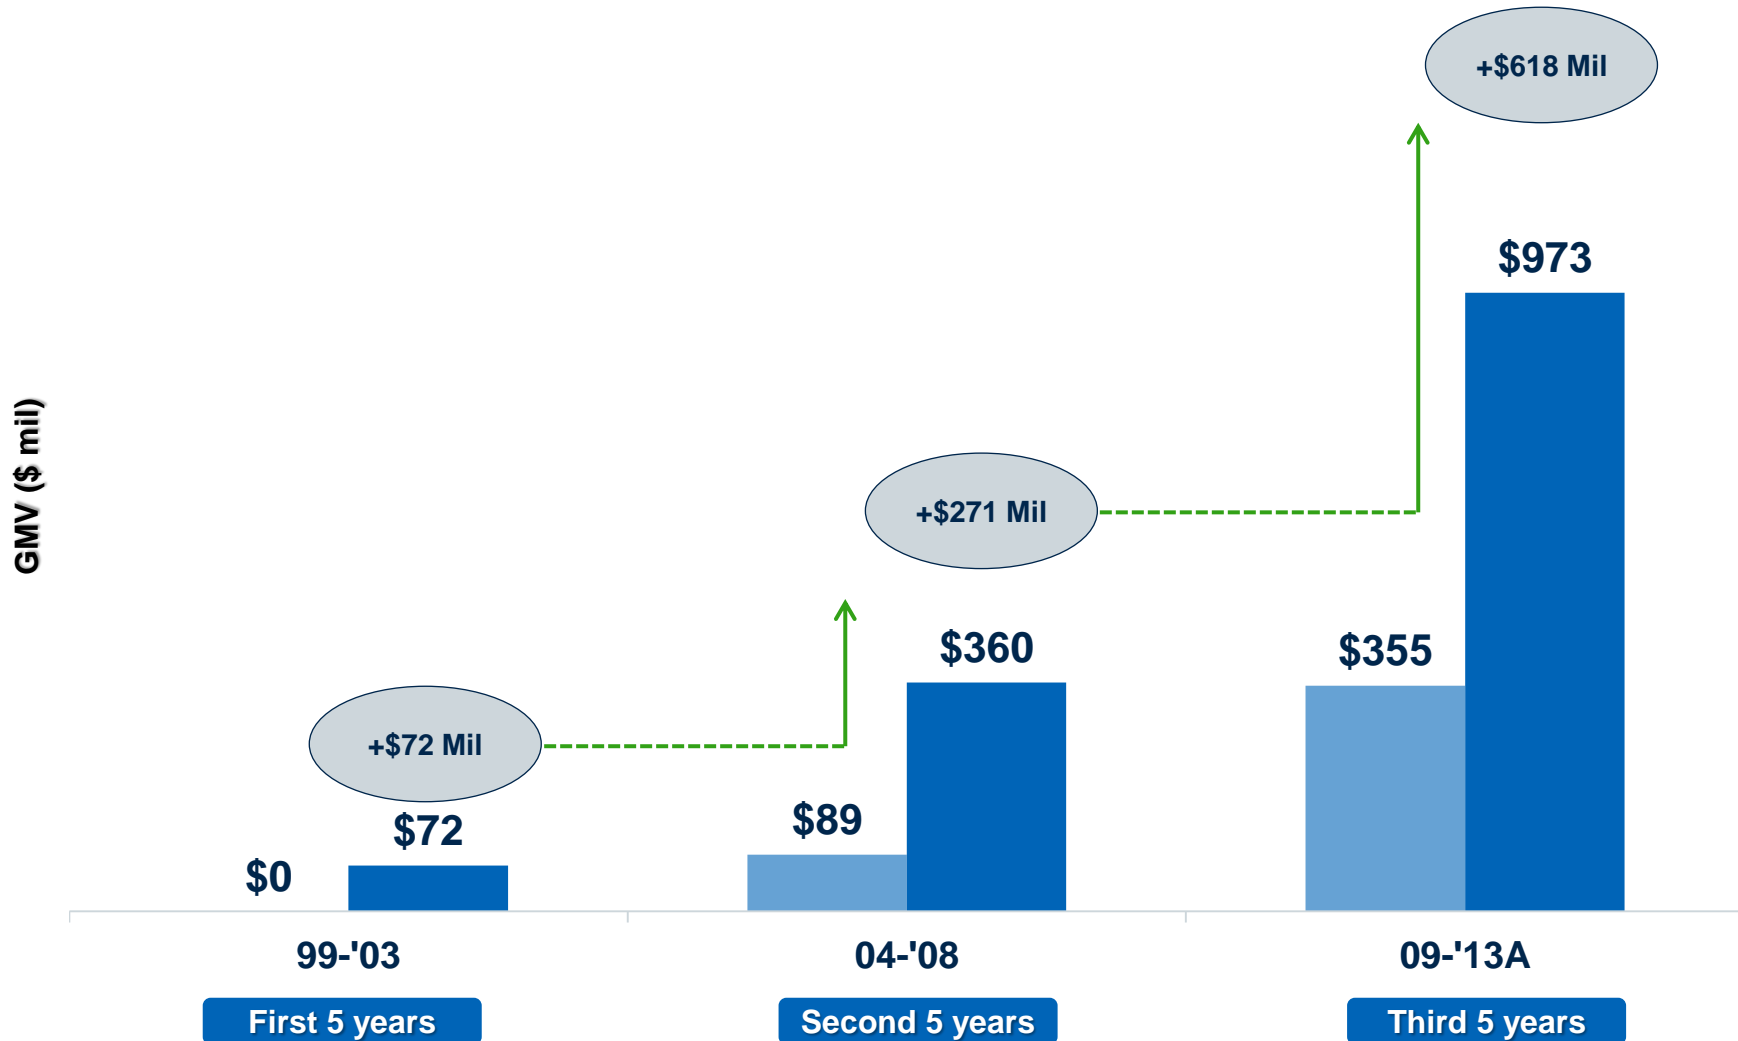 +$618 Mil
$973
GMV ($ mil)
+$271 Mil
$360
$355
+$72 Mil
$89
$72
$0
99-'03
04-'08
09-'13A
First 5 years
Second 5 years
Third 5 years